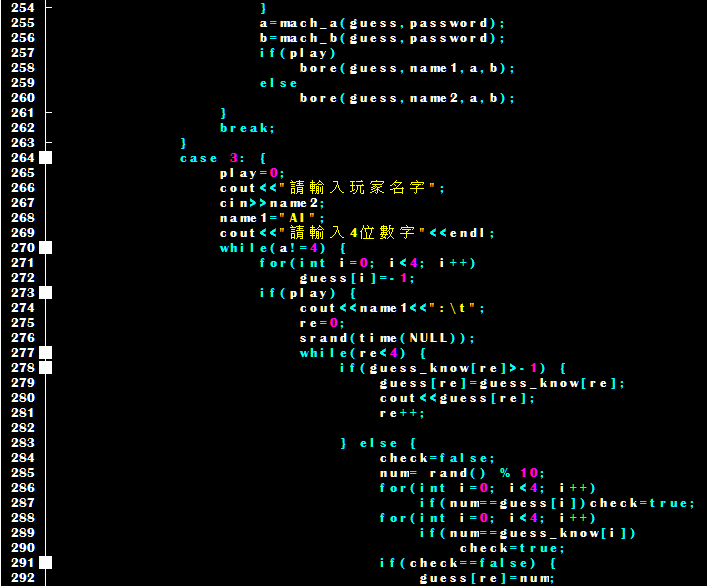 254 }
255 a=mach_a(guess,password);
256 b=mach_b(guess,password);
257 if(play)
258 bore(guess,name1,a,b);
259 else
260 bore(guess,name2,a,b);
261 }
262 break;
263 }
264 case 3: {
265 play=0;
266 cout<<"請輸入玩家名字";
267 cin>>name2;
268 name1="AI";
269 cout<<"請輸入4位數字"<<endl;
270 while(a!=4) {
271 for(int i=0; i<4; i++)
272 guess[i]=-1;
273 if(play) {
274 cout<<name1<<":\t";
275 re=0;
276 srand(time(NULL));
277 while(re<4) {
278 if(guess_know[re]>-1) {
279 guess[re]=guess_know[re];
280 cout<<guess[re];
281 re++;
282
283 } else {
284 check=false;
285 num= rand() % 10;
286 for(int i=0; i<4; i++)
287 if(num==guess[i])check=true;
288 for(int i=0; i<4; i++)
289 if(num==guess_know[i])
290 check=true;
291 if(check==false) {
292 guess[re]=num;